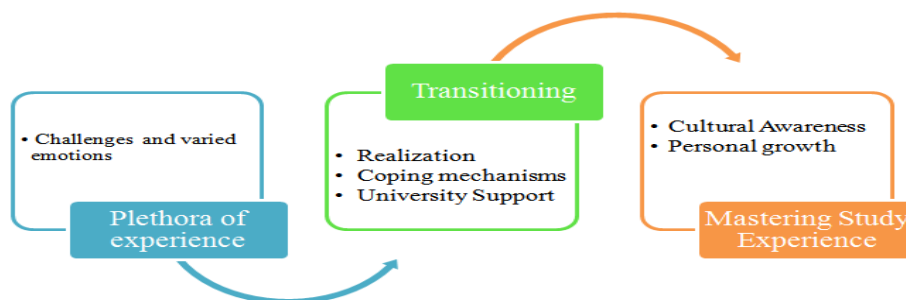 • Challenges and varied
emotions
Plethora of
experience
Transitioning
• Realization
• Coping mechanisms
• University Support
• Cultural Awareness
• Personal growth
Mastering Study
Experience